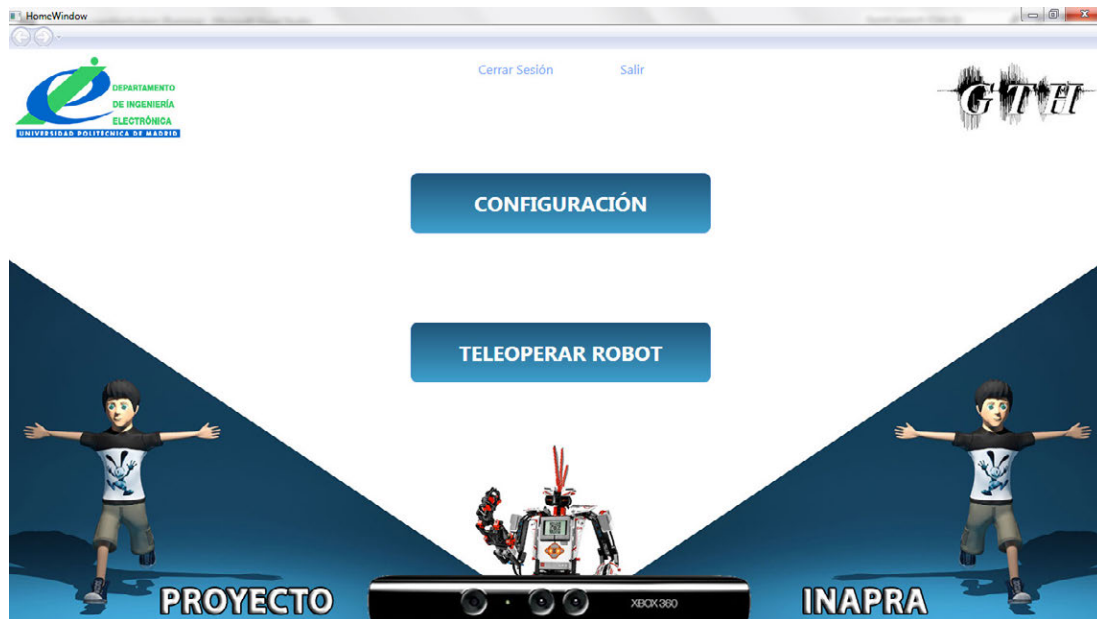 HomeWindow
Cerrar Sesión Salir
DEPARTAMENTO
DE INGENIERÍA
ELECTRÓNICA
UNIVERSIDAD POLITECNICA DE MADRID
GTH
CONFIGURACIÓN
TELEOPERAR ROBOT
PROYECTO
XBOX 360
INAPRA